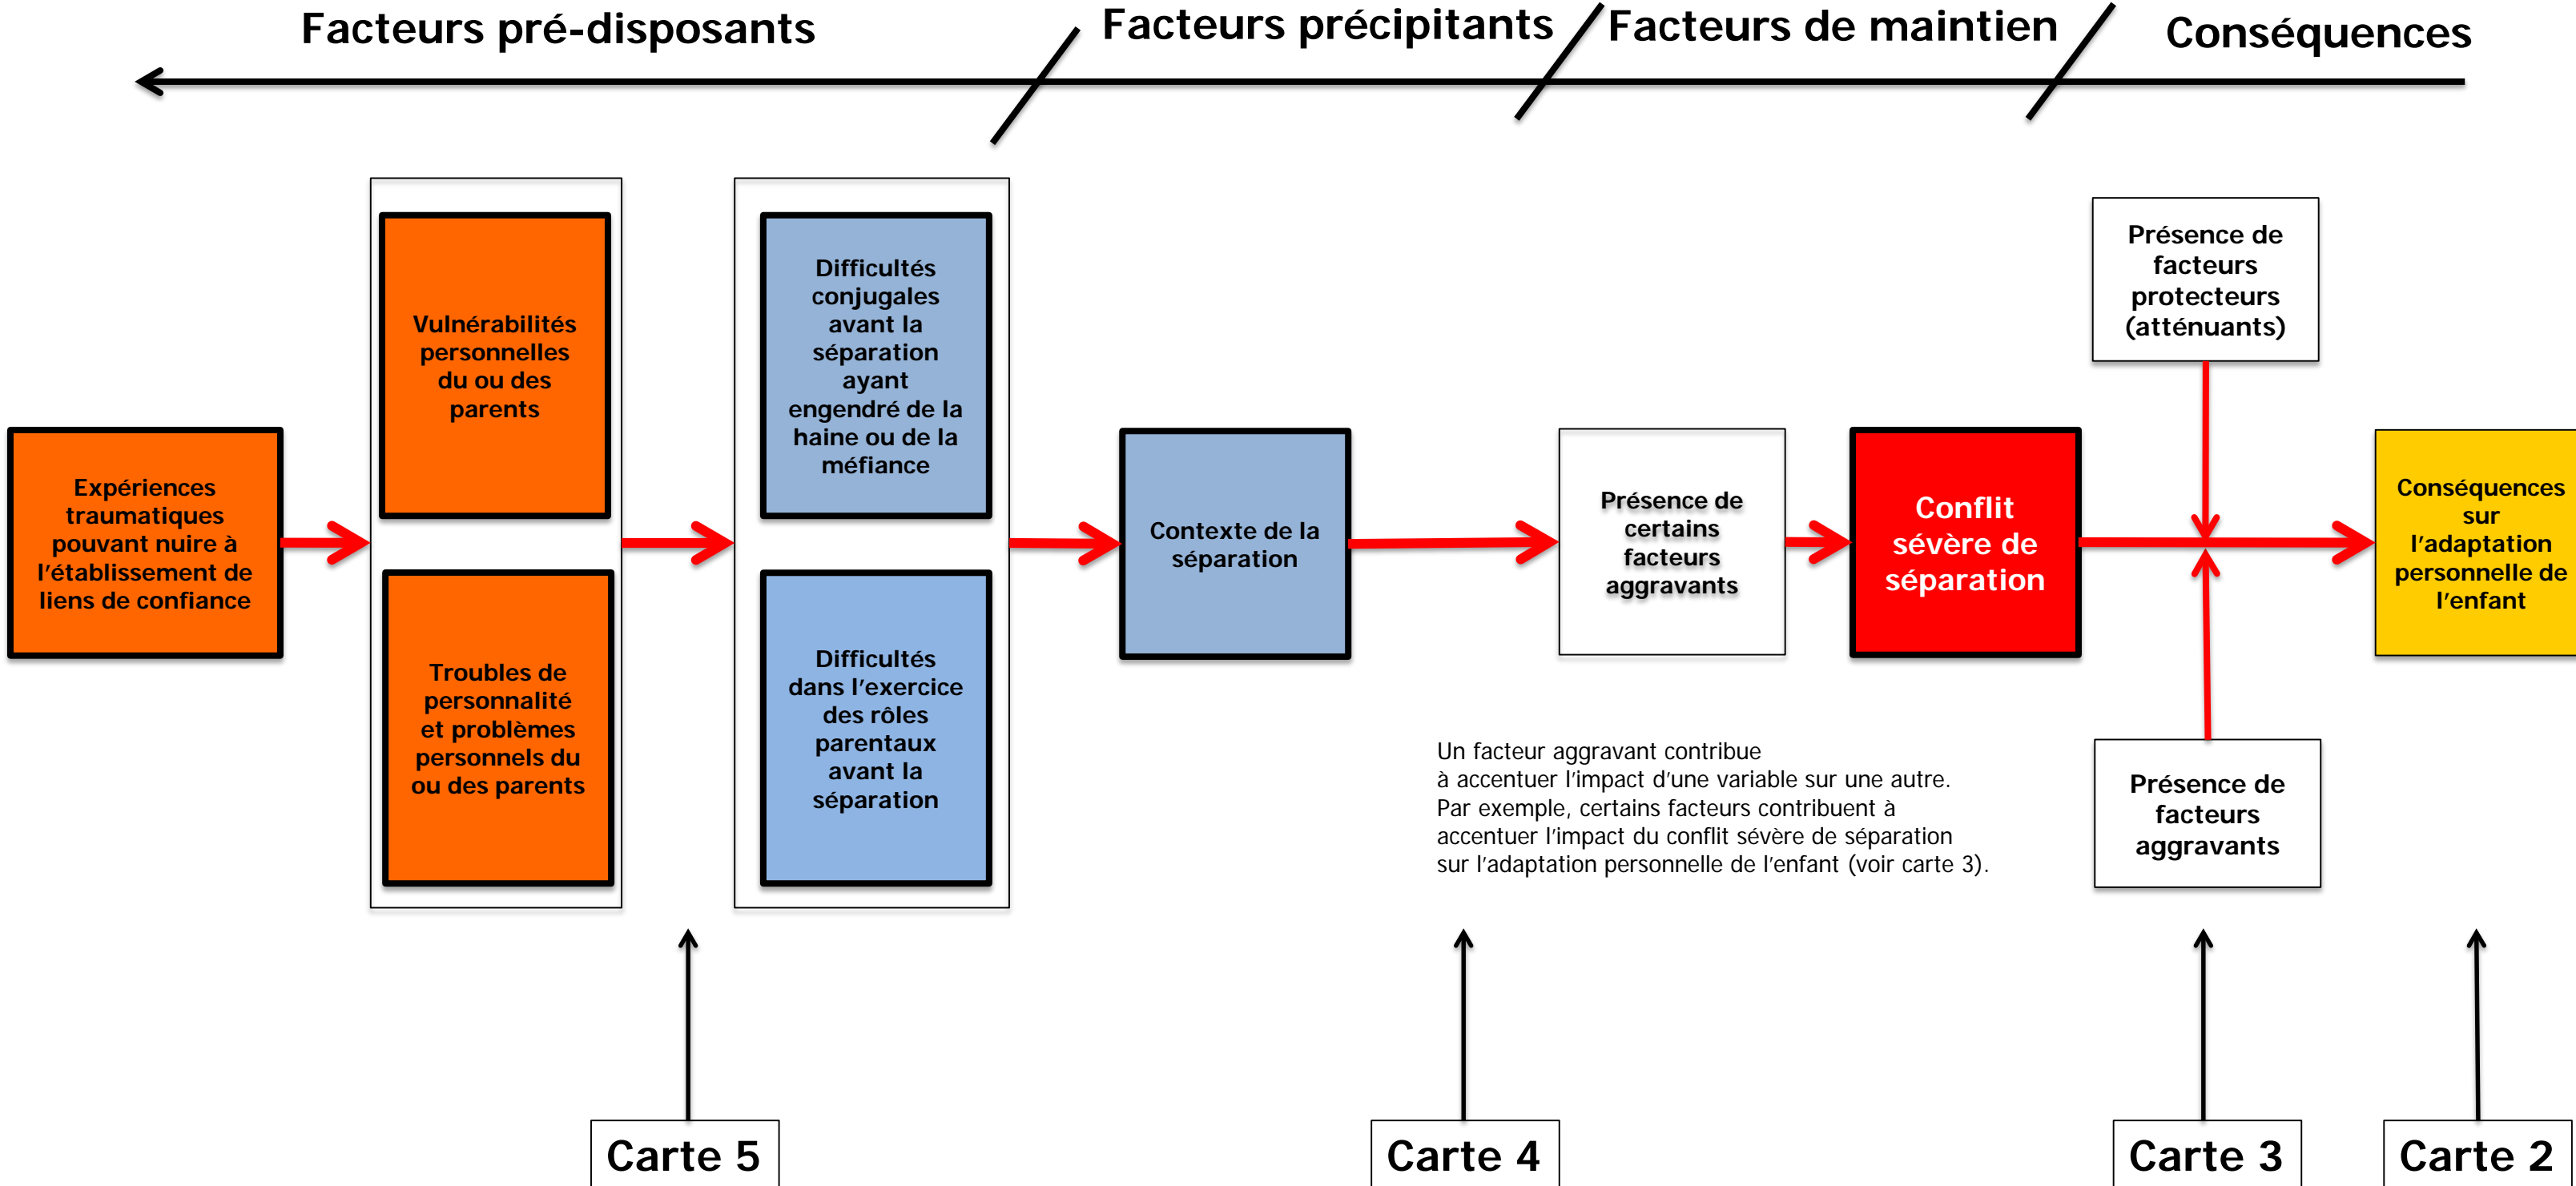 Facteurs pré-disposants
Facteurs précipitants
Facteurs de maintien
Conséquences
Expériences
traumatiques
pouvant nuire à
l'établissement de
liens de confiance
Vulnérabilités
personnelles
du ou des
parents
Troubles de
personnalité
et problèmes
personnels du
ou des parents
Difficultés
conjugales
avant la
séparation
ayant
engendré de la
haine ou de la
méfiance
Difficultés
dans l'exercice
des rôles
parentaux
avant la
séparation
Contexte de la
séparation
Présence de
certains
facteurs
aggravants
Conflit
sévère de
séparation
Présence de
facteurs
protecteurs
(atténuants)
Présence de
facteurs
aggravants
Conséquences
sur
l'adaptation
personnelle de
l'enfant
Un facteur aggravant contribue
à accentuer l'impact d'une variable sur une autre.
Par exemple, certains facteurs contribuent à
accentuer l'impact du conflit sévère de séparation
sur l'adaptation personnelle de l'enfant (voir carte 3).
Carte 5
Carte 4
Carte 3
Carte 2